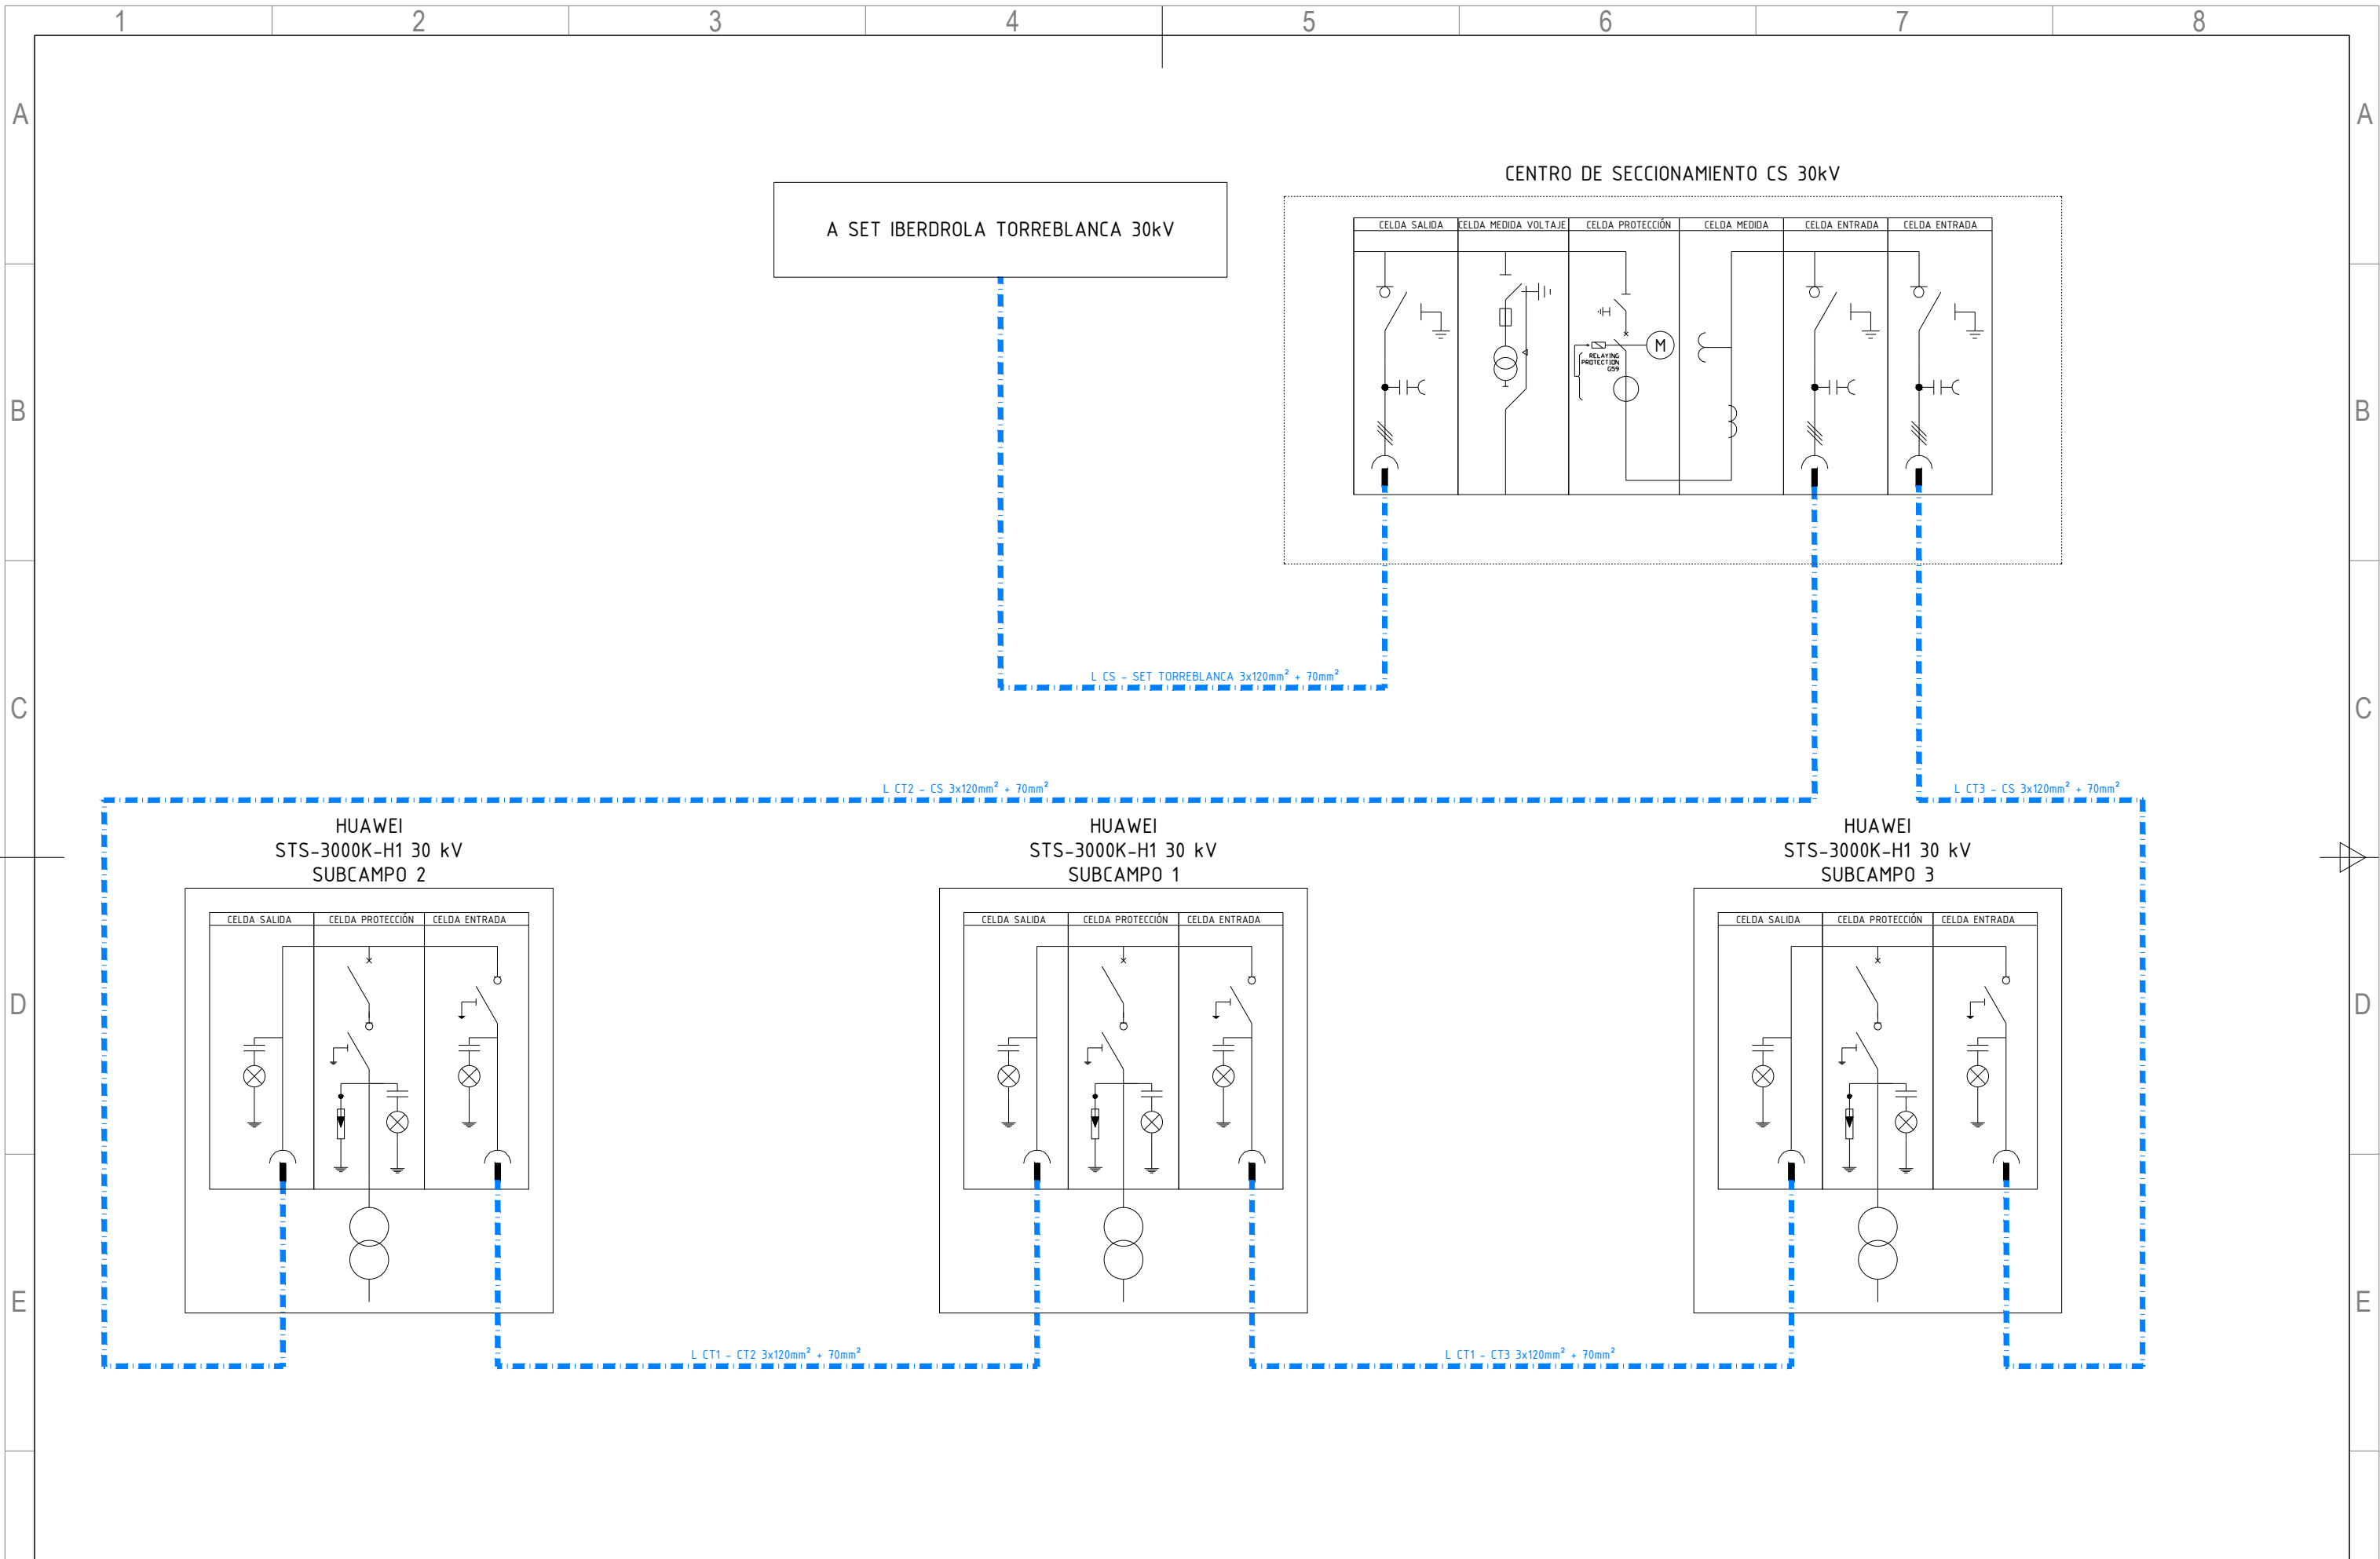 1 2 3 4 5 6 7 8
A A
CENTRO DE SECCIONAMIENTO CS 30kV
A SET IBERDROLA TORREBLANCA 30kV
CELDA SALIDA CELDA MEDIDA VOLTAJE CELDA PROTECCIÓN CELDA MEDIDA CELDA ENTRADA CELDA ENTRADA
M
RELAYING
PROTECTION
G59
B B
L CS - SET TORREBLANCA 3x120mm² + 70mm²
C C
L CT2 - CS 3x120mm² + 70mm²
L CT3 - CS 3x120mm² + 70mm²
HUAWEI
STS-3000K-H1 30 kV
SUBCAMPO 2
HUAWEI
STS-3000K-H1 30 kV
SUBCAMPO 1
HUAWEI
STS-3000K-H1 30 kV
SUBCAMPO 3
CELDA SALIDA CELDA PROTECCIÓN CELDA ENTRADA
CELDA SALIDA CELDA PROTECCIÓN CELDA ENTRADA
CELDA SALIDA CELDA PROTECCIÓN CELDA ENTRADA
D D
E E
L CT1 - CT2 3x120mm² + 70mm²
L CT1 - CT3 3x120mm² + 70mm²